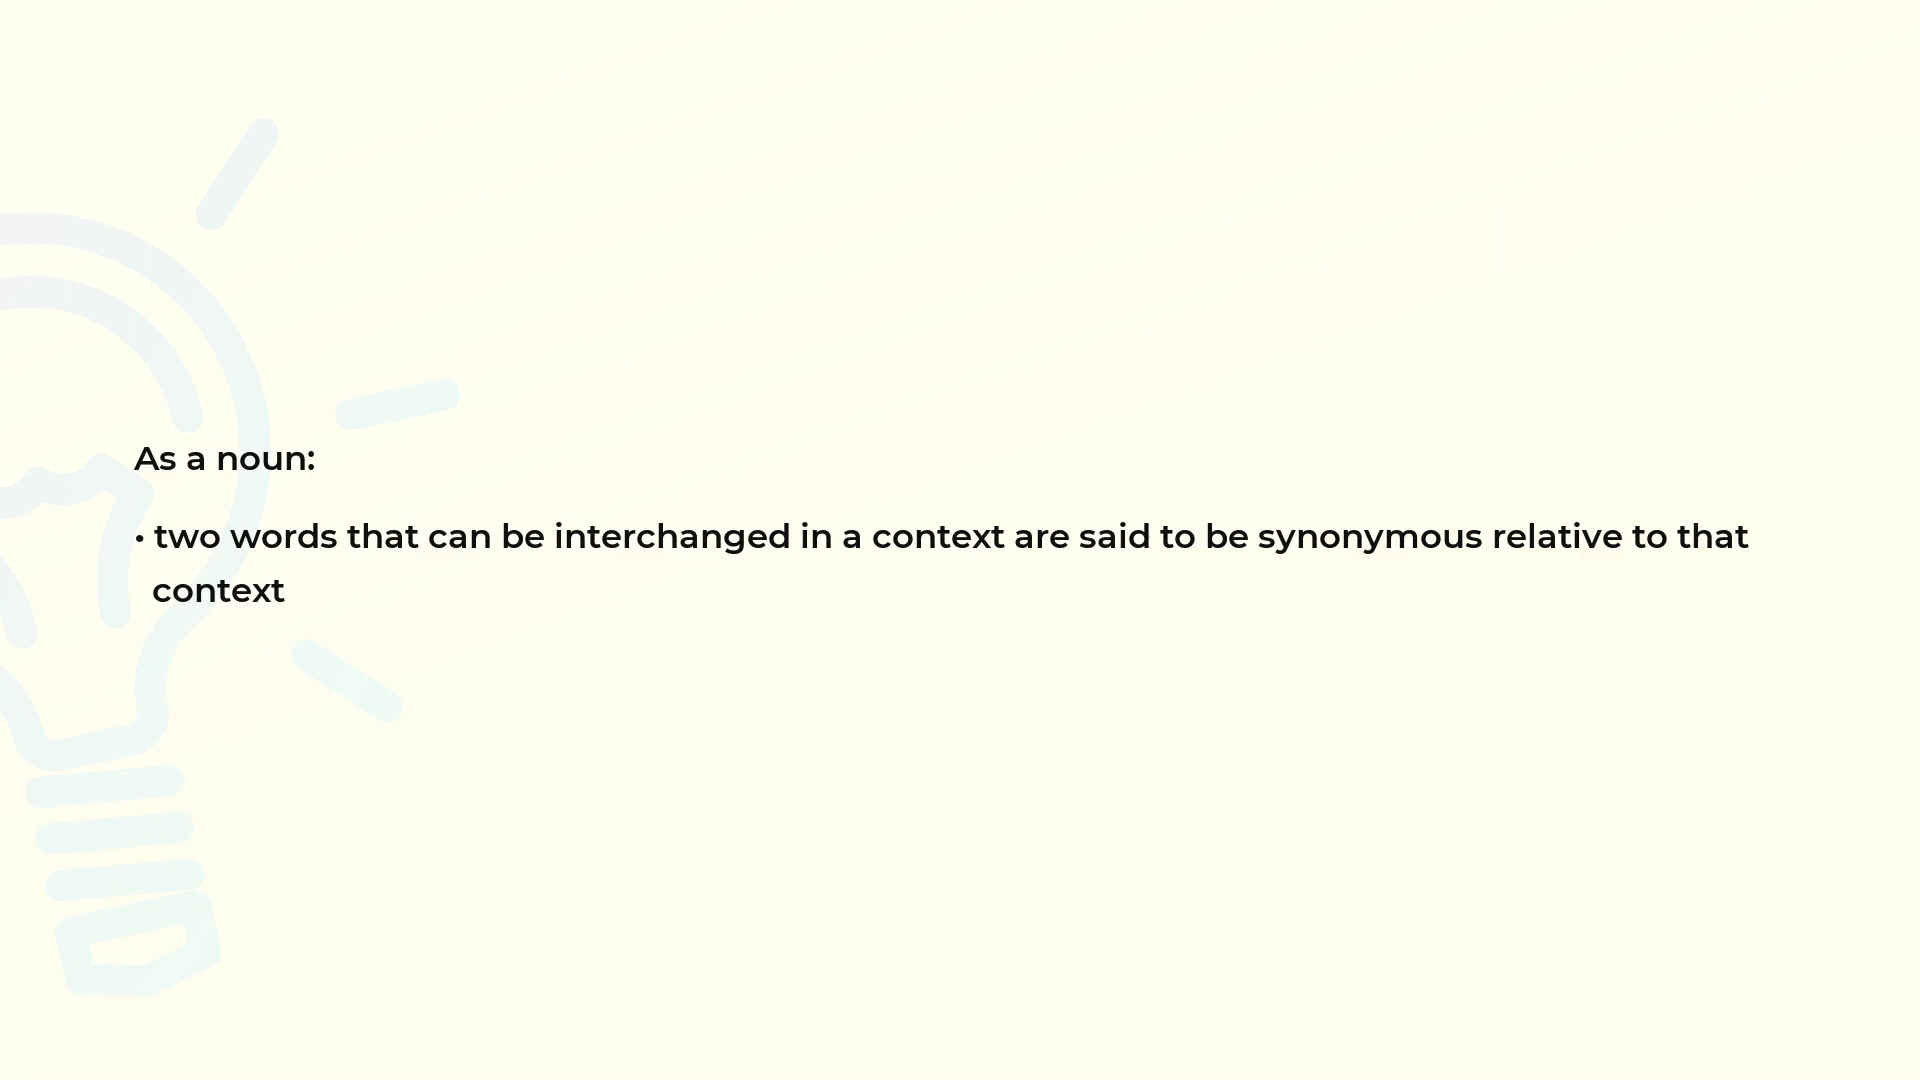 As a noun:
• two words that can be interchanged in a context are said to be synonymous relative to that
context